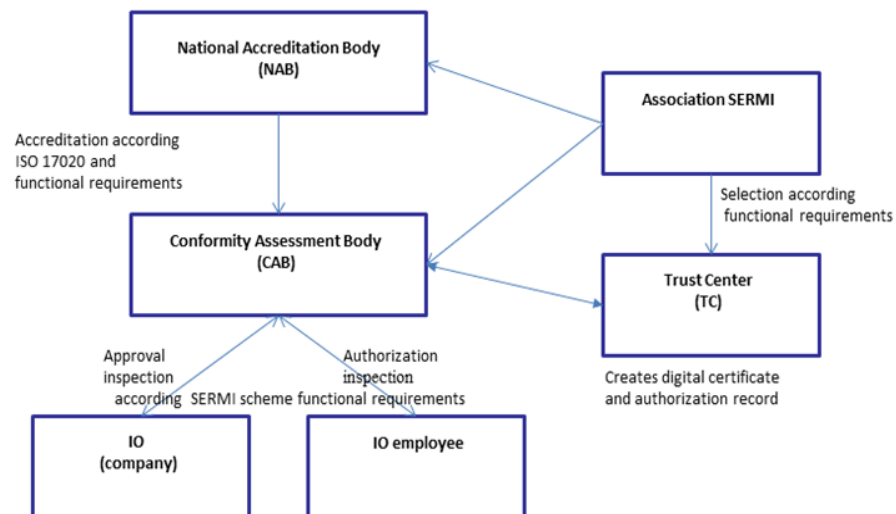 National Accreditation Body
(NAB)
Association SERMI
Accreditation according
ISO 17020 and
functional requirements
Selection according
functional requirements
Conformity Assessment Body
(CAB)
Trust Center
(TC)
Approval
inspection
Authorization
inspection
according SERMI scheme functional requirements
Creates digital certificate
and authorization record
IO
(company)
IO employee